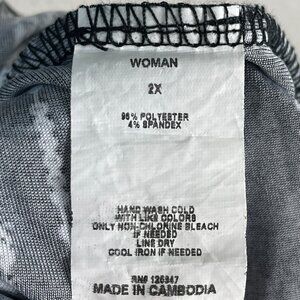 WOMAN
2X
96% POLYESTER
4% SPANDEX
HAND WASH COLD
WITH LIKE COLORS
ONLY NON-CHLORINE BLEACH
IF NEEDED
LINE DRY
COOL IRON IF NEEDED
RN# 126347
MADE IN CAMBODIA